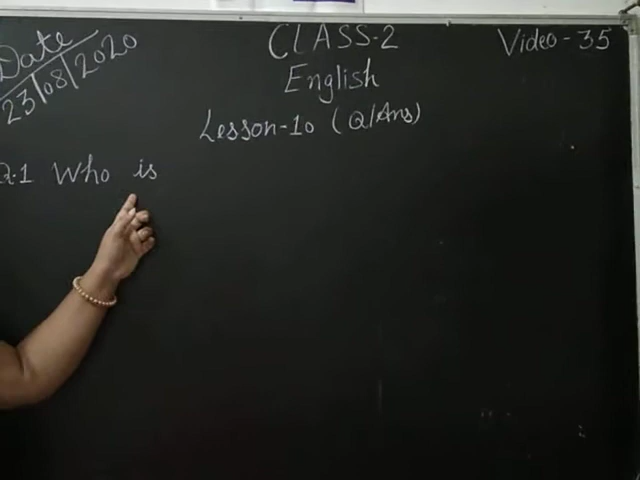 Date
23/08/2020
CLASS-2
Video-35
English
Lesson-10 (Q/Ans)
Q.1 Who is